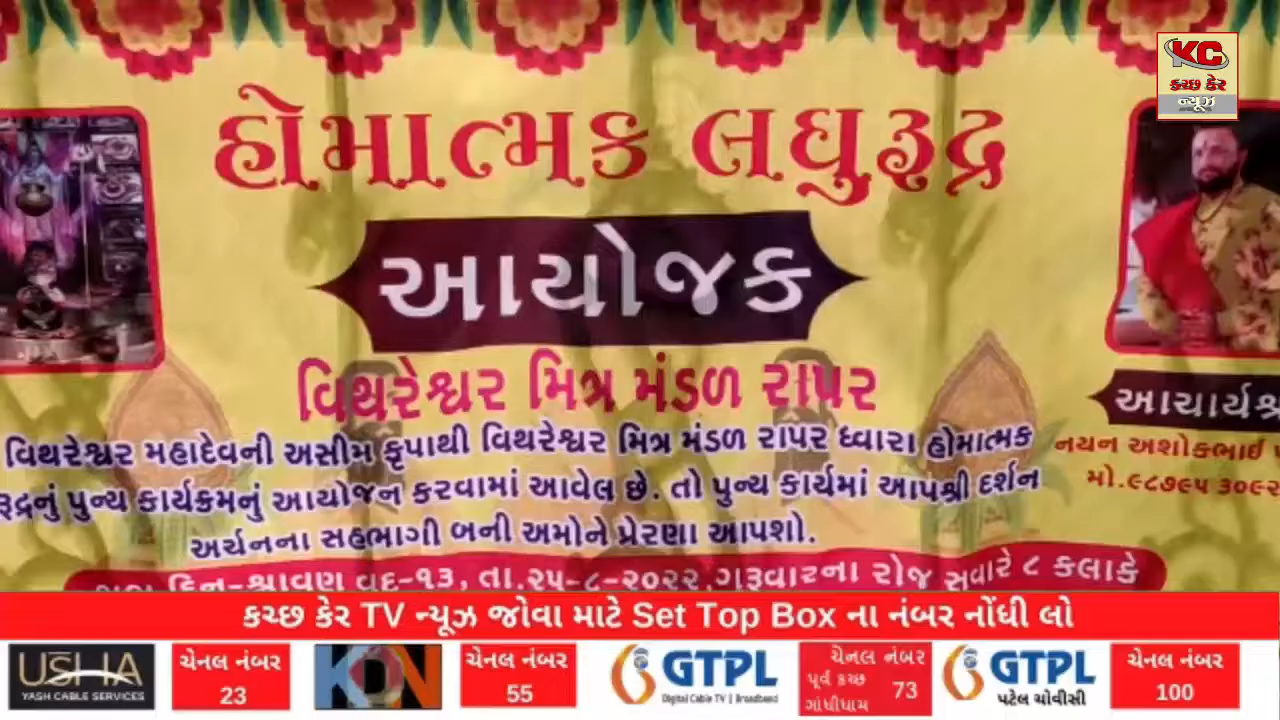 KC
કચ્છ કેર
ન્યૂઝ
હોમાત્મક લઘુરૂદ્ર
આયોજક
વિથરેશ્વર મિત્ર મંડળ રાપર
વિથરેશ્વર મહાદેવની અસીમ કૃપાથી વિથરેશ્વર મિત્ર મંડળ રાપર ધ્વારા હોમાત્મક
પુન્ય કાર્યક્રમનું આયોજન કરવામાં આવેલ છે. તો પુન્ય કાર્યમાં આપશ્રી દર્શન
અર્ચનના સહભાગી બની અમોને પ્રેરણા આપશો.
દિન-શ્રાવણ વદ-૧૩, તા.૨૫-૮-૨૦૨૨ ગરૂવારના રોજ સવારે ૮ કલાકે
નયન અશોકભાઈ
મો.૯૮૭૯૫ ૩૦૯૨
કચ્છ કેર TV ન્યૂઝ જોવા માટે Set Top Box ના નંબર નોંધી લો
USHA
YASH CABLE SERVICES
ચેનલ નંબર
23
KDN
ચેનલ નંબર
55
GTPL
Digital Cable TV | Broadband
ચેનલ નંબર
પૂર્વ કચ્છ
ગાંધીધામ
73
GTPL
પટેલ ચોવીસી
ચેનલ નંબર
100